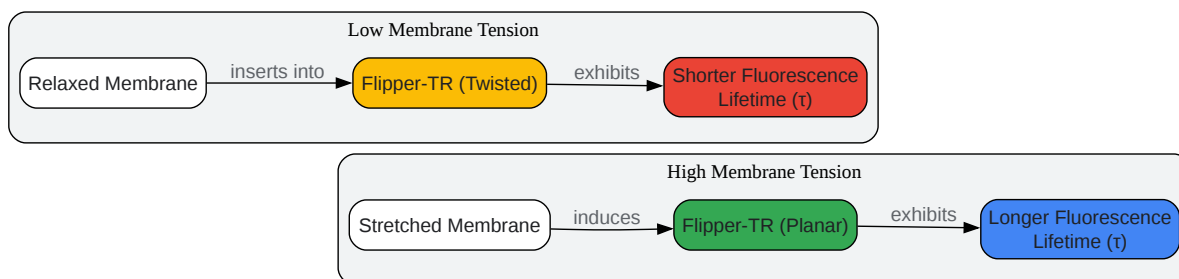 Low Membrane Tension
Relaxed Membrane
inserts into
Flipper-TR (Twisted)
exhibits
Shorter Fluorescence
Lifetime (τ)
High Membrane Tension
Stretched Membrane
induces
Flipper-TR (Planar)
exhibits
Longer Fluorescence
Lifetime (τ)